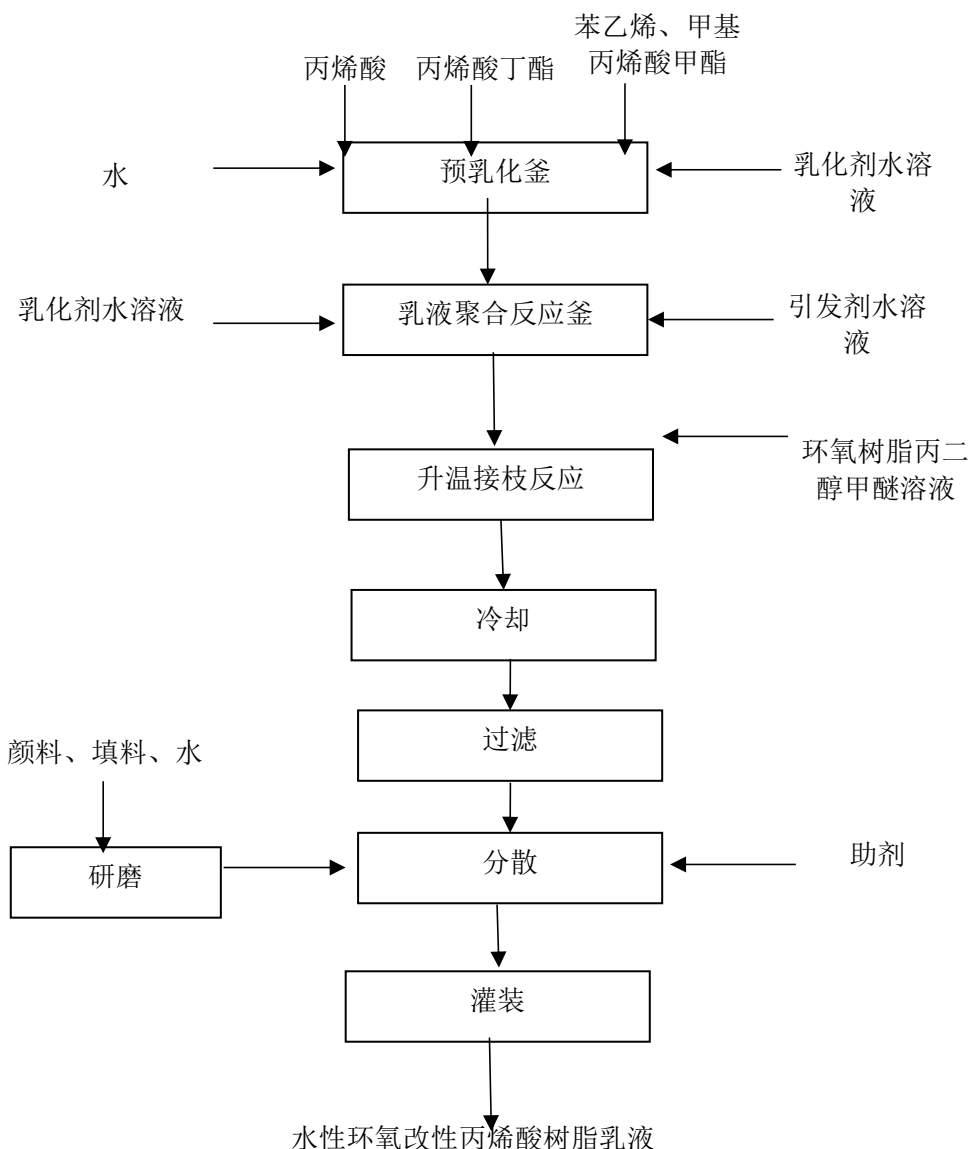 苯乙烯、甲基
丙烯酸甲酯
丙烯酸
丙烯酸丁酯
水
预乳化釜
乳化剂水溶
液
乳化剂水溶液
乳液聚合反应釜
引发剂水溶
液
环氧树脂丙二
醇甲醚溶液
升温接枝反应
冷却
过滤
颜料、填料、水
研磨
分散
助剂
灌装
水性环氧改性丙烯酸树脂乳液